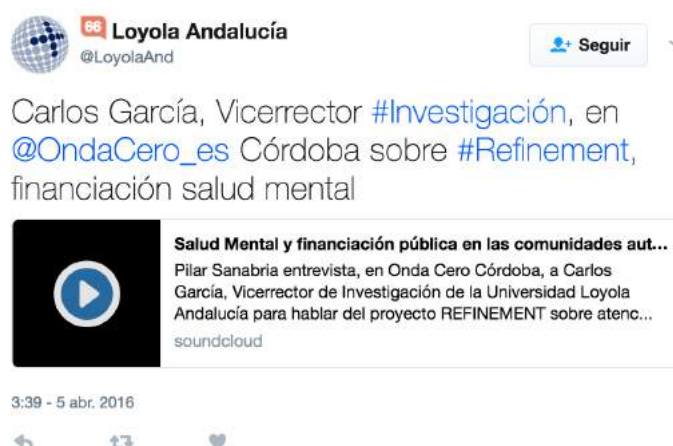 66 Loyola Andalucía
@LoyolaAnd
Seguir
Carlos García, Vicerrector #Investigación, en
@OndaCero_es Córdoba sobre #Refinement,
financiación salud mental
Salud Mental y financiación pública en las comunidades aut...
Pilar Sanabria entrevista, en Onda Cero Córdoba, a Carlos
García, Vicerrector de Investigación de la Universidad Loyola
Andalucía para hablar del proyecto REFINEMENT sobre atenc...
soundcloud
3:39 - 5 abr. 2016